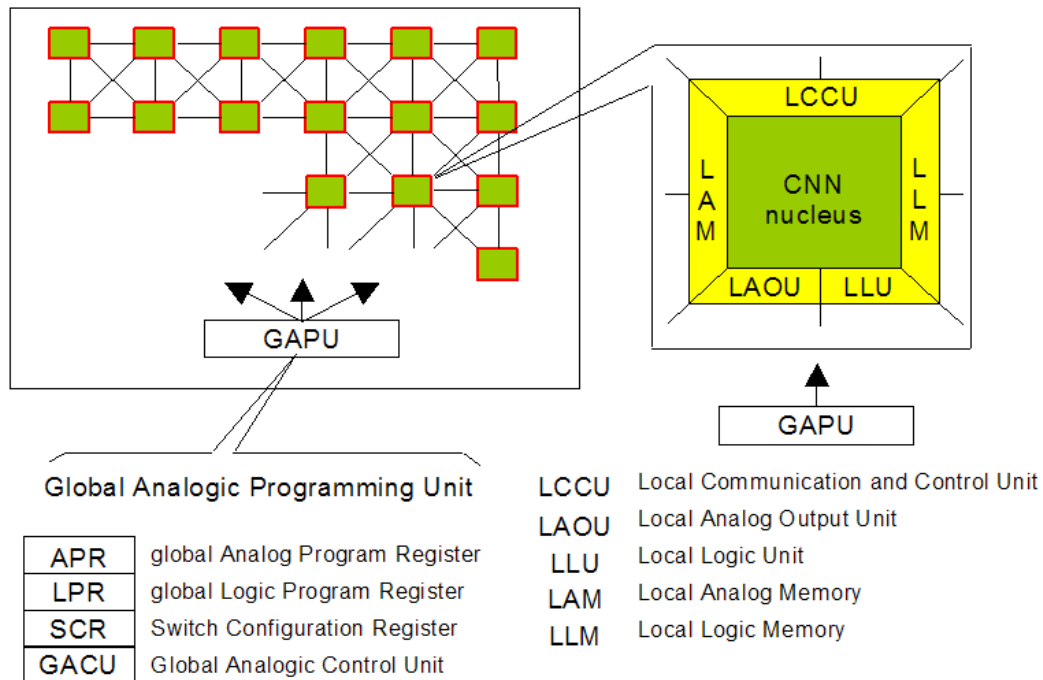 GAPU
LCCU
LAM
CNN
nucleus
LLM
LAOU
LLU
GAPU
Global Analogic Programming Unit
APR global Analog Program Register
LPR global Logic Program Register
SCR Switch Configuration Register
GACU Global Analogic Control Unit
LCCU Local Communication and Control Unit
LAOU Local Analog Output Unit
LLU Local Logic Unit
LAM Local Analog Memory
LLM Local Logic Memory